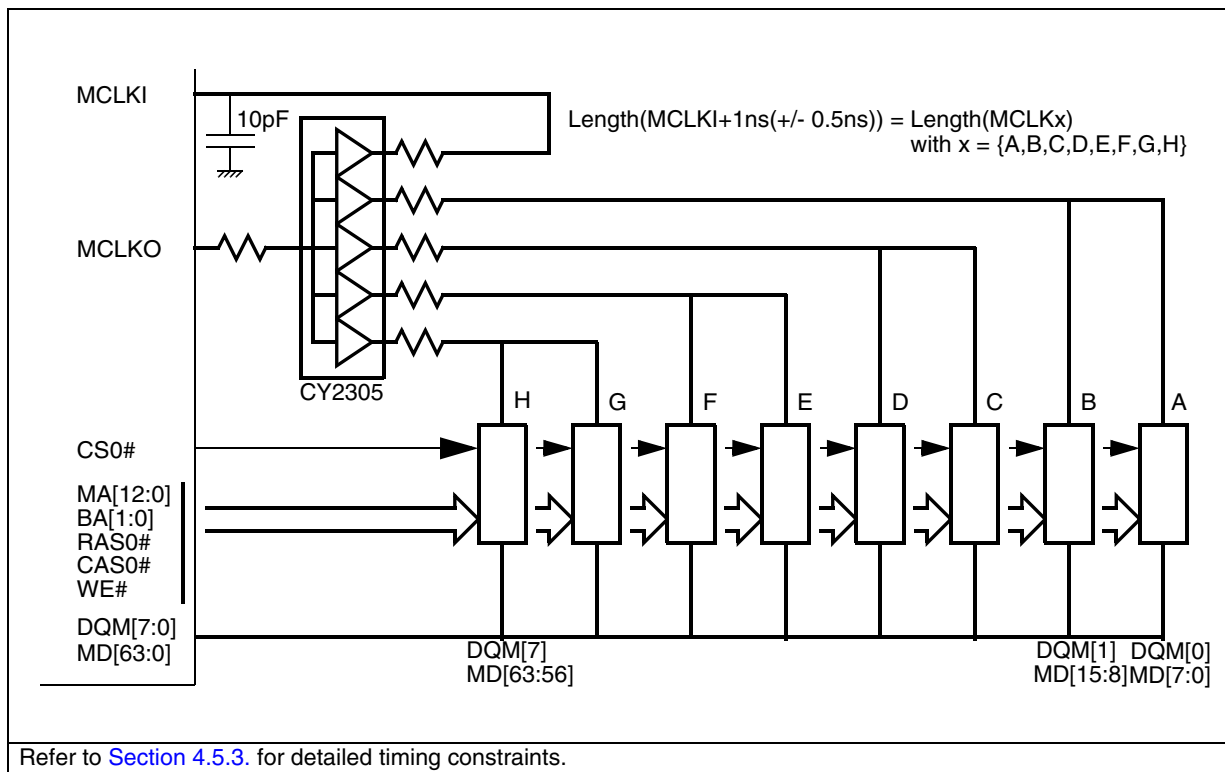 MCLKI
10pF
Length(MCLKI+1ns(+/- 0.5ns)) = Length(MCLKx)
with x = {A,B,C,D,E,F,G,H}
MCLKO
CY2305
H G F E D C B A
CS0#
MA[12:0]
BA[1:0]
RAS0#
CAS0#
WE#
DQM[7:0]
MD[63:0]
DQM[7]
MD[63:56]
DQM[1]
MD[15:8]
DQM[0]
MD[7:0]
Refer to Section 4.5.3. for detailed timing constraints.